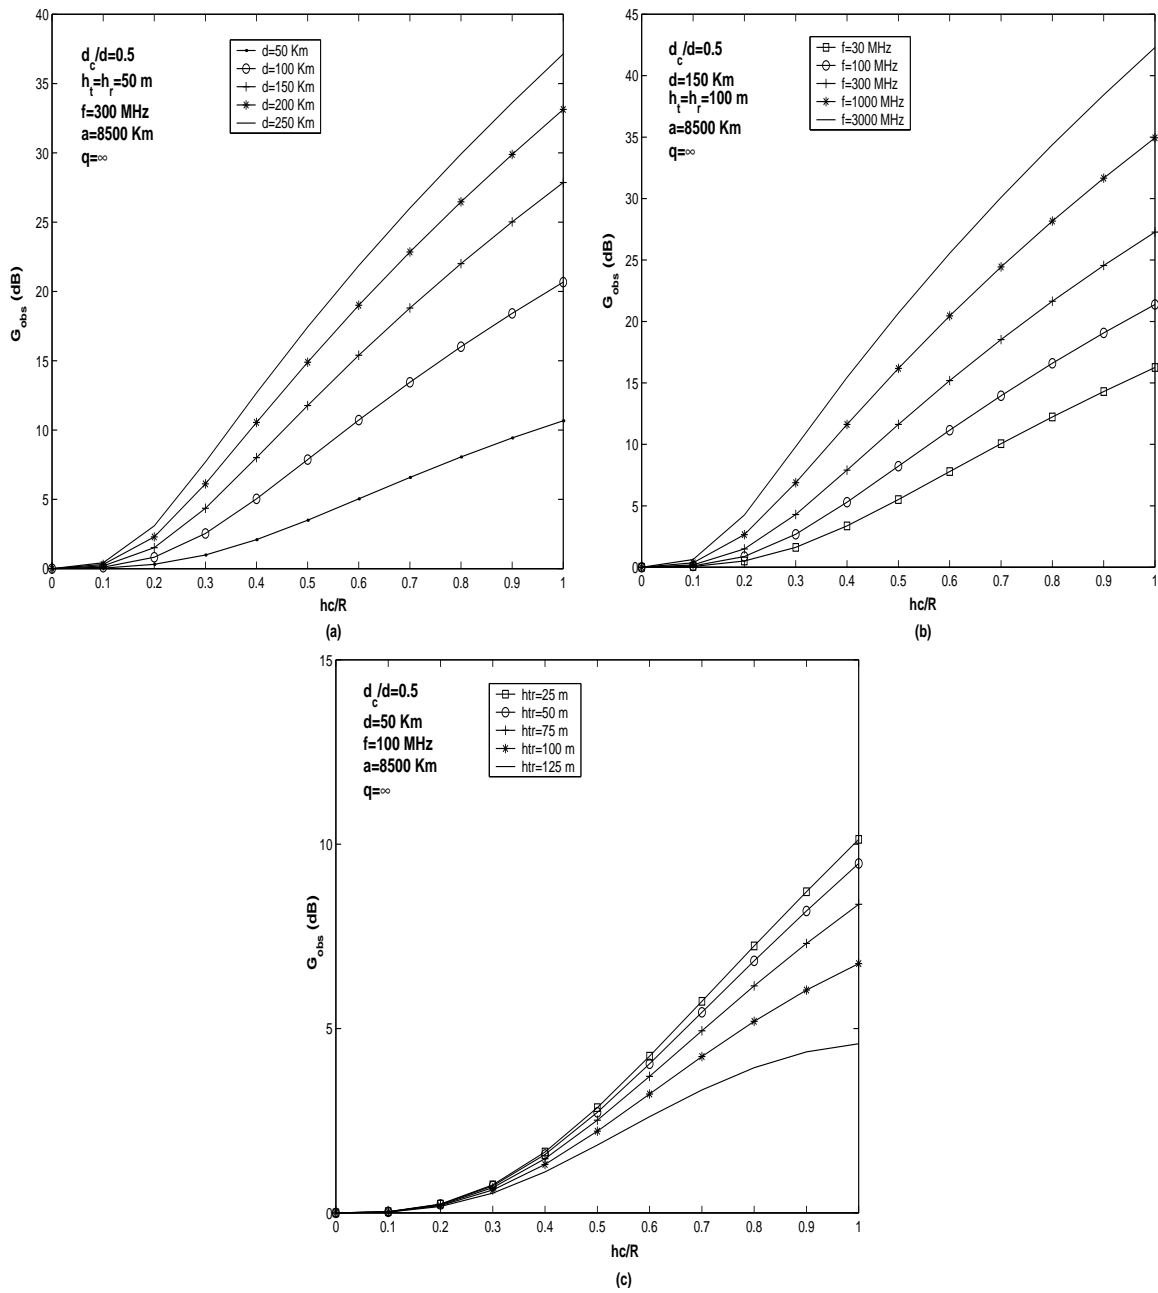 40
35
30
25
20
15
10
5
0
G_obs (dB)
d_c/d=0.5
h_t=h_r=50 m
f=300 MHz
a=8500 Km
q=∞
d=50 Km
d=100 Km
d=150 Km
d=200 Km
d=250 Km
0 0.1 0.2 0.3 0.4 0.5 0.6 0.7 0.8 0.9 1
hc/R
(a)
45
40
35
30
25
20
15
10
5
0
G_obs (dB)
d_c/d=0.5
d=150 Km
h_t=h_r=100 m
a=8500 Km
q=∞
f=30 MHz
f=100 MHz
f=300 MHz
f=1000 MHz
f=3000 MHz
0 0.1 0.2 0.3 0.4 0.5 0.6 0.7 0.8 0.9 1
hc/R
(b)
15
10
5
0
G_obs (dB)
d_c/d=0.5
d=50 Km
f=100 MHz
a=8500 Km
q=∞
htr=25 m
htr=50 m
htr=75 m
htr=100 m
htr=125 m
0 0.1 0.2 0.3 0.4 0.5 0.6 0.7 0.8 0.9 1
hc/R
(c)